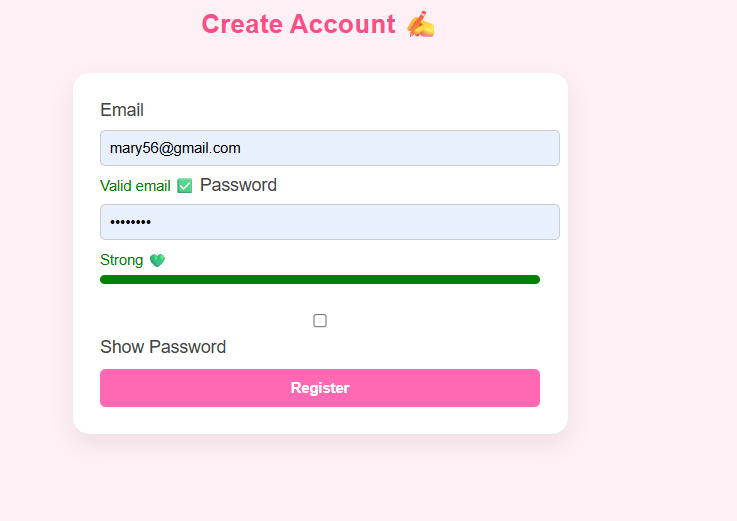 Create Account ✍️
Email
mary56@gmail.com
Valid email ✅ Password
••••••••
Strong 💚
Show Password
Register